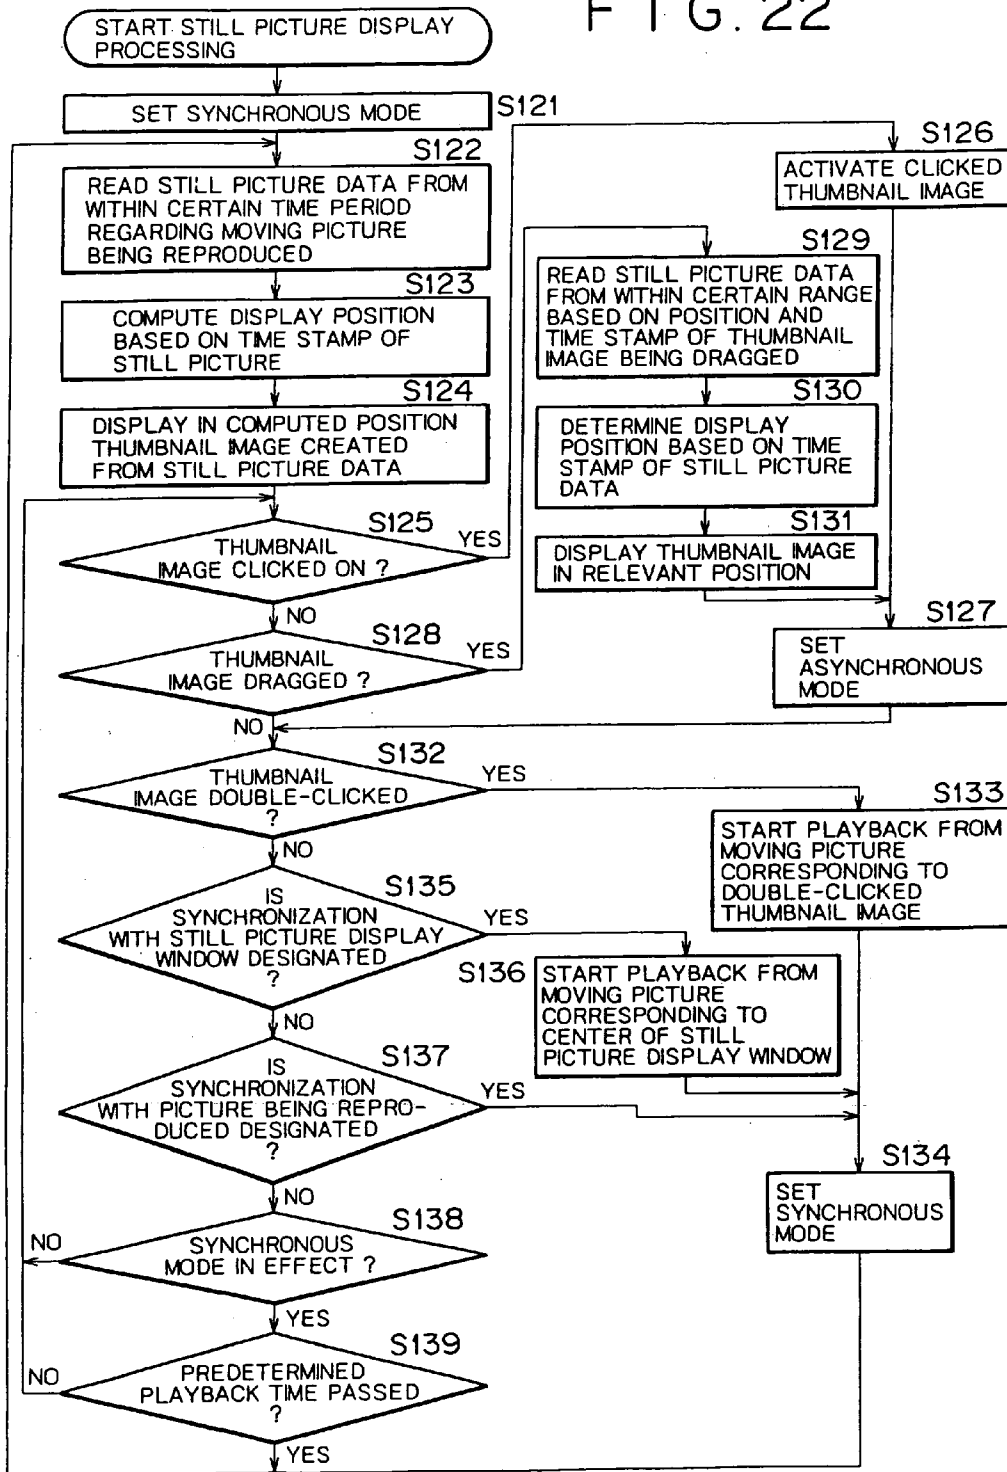 FIG. 22
START STILL PICTURE DISPLAY
PROCESSING
SET SYNCHRONOUS MODE
S121
S122
READ STILL PICTURE DATA FROM
WITHIN CERTAIN TIME PERIOD
REGARDING MOVING PICTURE
BEING REPRODUCED
S123
COMPUTE DISPLAY POSITION
BASED ON TIME STAMP OF
STILL PICTURE
S124
DISPLAY IN COMPUTED POSITION
THUMBNAIL IMAGE CREATED
FROM STILL PICTURE DATA
S125
THUMBNAIL
IMAGE CLICKED ON ?
YES
NO
S126
ACTIVATE CLICKED
THUMBNAIL IMAGE
S128
THUMBNAIL
IMAGE DRAGGED ?
YES
NO
S129
READ STILL PICTURE DATA
FROM WITHIN CERTAIN RANGE
BASED ON POSITION AND
TIME STAMP OF THUMBNAIL
IMAGE BEING DRAGGED
S130
DETERMINE DISPLAY
POSITION BASED ON TIME
STAMP OF STILL PICTURE
DATA
S131
DISPLAY THUMBNAIL IMAGE
IN RELEVANT POSITION
S127
SET
ASYNCHRONOUS
MODE
S132
THUMBNAIL
IMAGE DOUBLE-CLICKED
?
YES
NO
S133
START PLAYBACK FROM
MOVING PICTURE
CORRESPONDING TO
DOUBLE-CLICKED
THUMBNAIL IMAGE
S135
IS
SYNCHRONIZATION
WITH STILL PICTURE DISPLAY
WINDOW DESIGNATED
?
YES
NO
S136
START PLAYBACK FROM
MOVING PICTURE
CORRESPONDING TO
CENTER OF STILL
PICTURE DISPLAY WINDOW
S137
IS
SYNCHRONIZATION
WITH PICTURE BEING REPRO-
DUCED DESIGNATED
?
YES
NO
S134
SET
SYNCHRONOUS
MODE
S138
SYNCHRONOUS
MODE IN EFFECT ?
NO
YES
S139
PREDETERMINED
PLAYBACK TIME PASSED
?
NO
YES